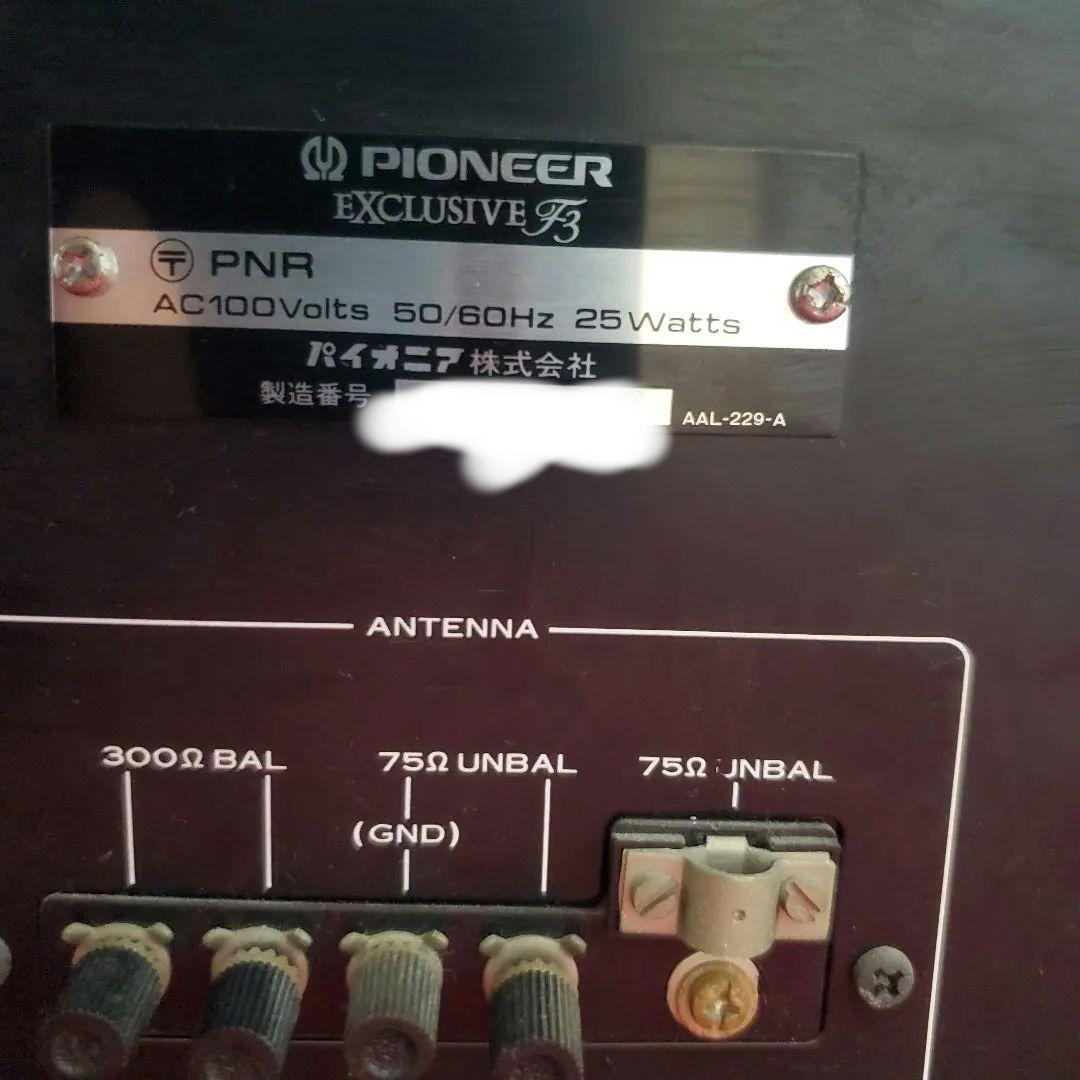 PIONEER
EXCLUSIVE F3
〒 PNR
AC100Volts 50/60Hz 25Watts
パイオニア株式会社
製造番号
AAL-229-A
ANTENNA
300Ω BAL 75Ω UNBAL 75Ω UNBAL
(GND)